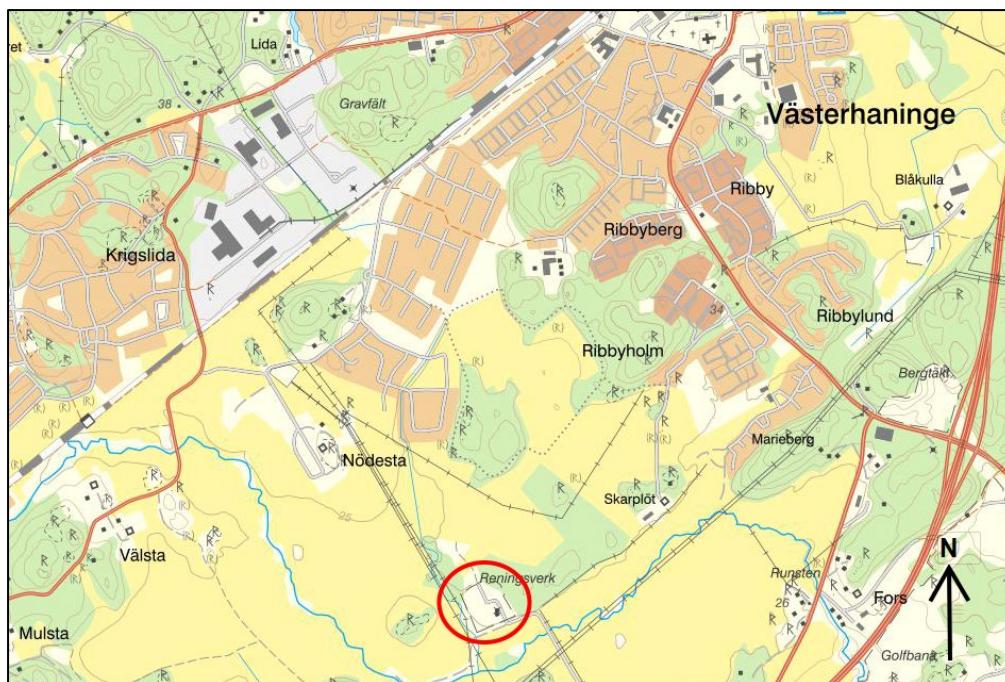 ret
Lida
38
Gravfält
R
Västerhaninge
Ribby
Blåkulla
Krigslida
Ribbyberg
34
Ribbylund
Ribbyholm
Bergtäkt
(R)
Marieberg
Nödesta
Skarplöt
25
Välsta
N
Reningsverk
Runsten
26
Fors
Mulsta
Golfbana